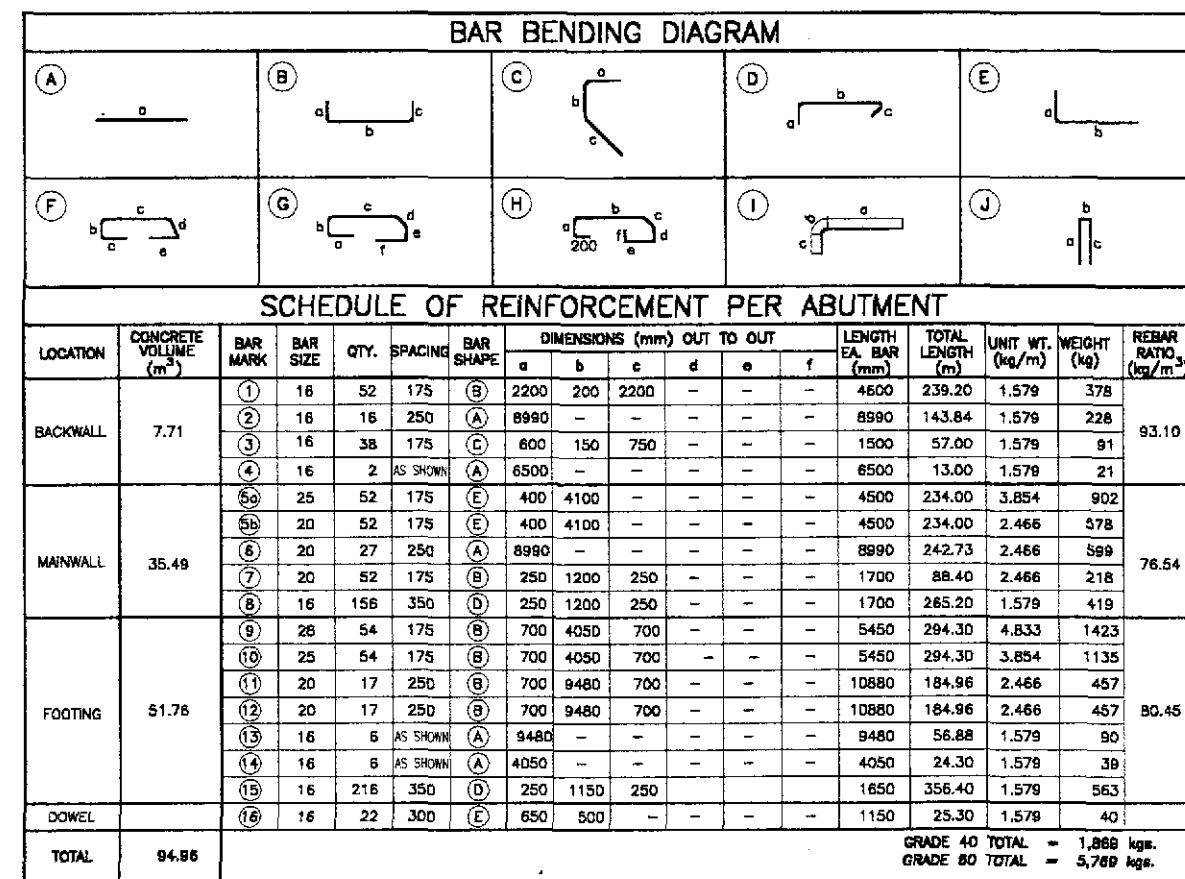 BAR BENDING DIAGRAM
A a
B a b c
C a b c
D a b c
E a b
F b c d c e
G b c d e a f
H a b c d 200 f e
I a b c
J a b c
SCHEDULE OF REINFORCEMENT PER ABUTMENT
LOCATION CONCRETE VOLUME (m³) BAR MARK BAR SIZE QTY. SPACING BAR SHAPE DIMENSIONS (mm) OUT TO OUT LENGTH EA. BAR (mm) TOTAL LENGTH (m) UNIT WT. (kg/m) WEIGHT (kg) REBAR RATIO (kg/m³)
a b c d e f
BACKWALL 7.71 93.10
1 16 52 175 B 2200 200 2200 – – – 4600 239.20 1.579 378
2 16 16 250 A 8990 – – – – – 8990 143.84 1.579 228
3 16 38 175 C 600 150 750 – – – 1500 57.00 1.579 91
4 16 2 AS SHOWN A 6500 – – – – – 6500 13.00 1.579 21
MAINWALL 35.49 76.54
5a 25 52 175 E 400 4100 – – – – 4500 234.00 3.854 902
5b 20 52 175 E 400 4100 – – – – 4500 234.00 2.466 578
6 20 27 250 A 8990 – – – – – 8990 242.73 2.466 599
7 20 52 175 B 250 1200 250 – – – 1700 88.40 2.466 218
8 16 156 350 D 250 1200 250 – – – 1700 265.20 1.579 419
FOOTING 51.76 80.45
9 28 54 175 B 700 4050 700 – – – 5450 294.30 4.833 1423
10 25 54 175 B 700 4050 700 – – – 5450 294.30 3.854 1135
11 20 17 250 B 700 9480 700 – – – 10880 184.96 2.466 457
12 20 17 250 B 700 9480 700 – – – 10880 184.96 2.466 457
13 16 6 AS SHOWN A 9480 – – – – – 9480 56.88 1.579 90
14 16 6 AS SHOWN A 4050 – – – – – 4050 24.30 1.579 39
15 16 216 350 D 250 1150 250 1650 356.40 1.579 563
DOWEL 16 16 22 300 E 650 500 – – – – 1150 25.30 1.579 40
TOTAL 94.96
GRADE 40 TOTAL = 1,869 kgs.
GRADE 60 TOTAL = 5,769 kgs.